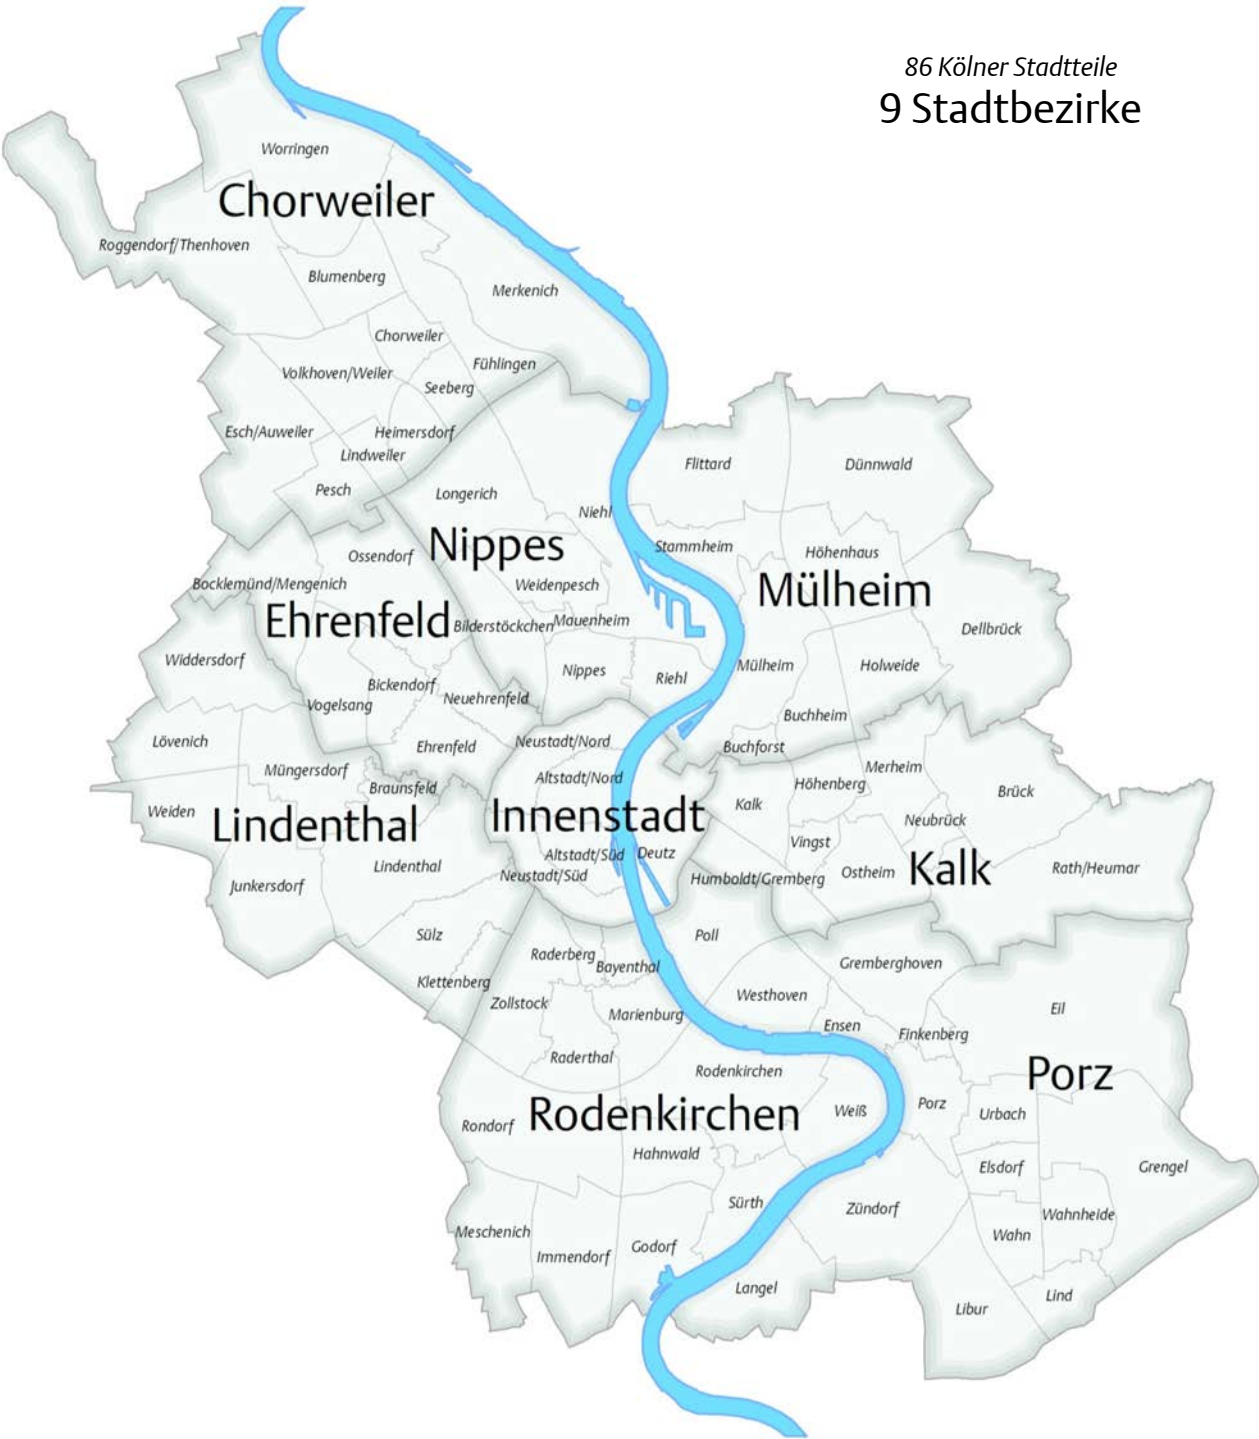 86 Kölner Stadtteile
9 Stadtbezirke
Worringen
Chorweiler
Roggendorf/Thenhoven
Blumenberg
Merkenich
Chorweiler
Fühlingen
Volkhoven/Weiler
Seeberg
Esch/Auweiler
Heimersdorf
Lindweiler
Pesch
Flittard
Dünnwald
Longerich
Niehl
Nippes
Stammheim
Höhenhaus
Ossendorf
Bocklemünd/Mengenich
Weidenpesch
Mülheim
Ehrenfeld
Bilderstöckchen
Mauenheim
Dellbrück
Widdersdorf
Nippes
Riehl
Mülheim
Holweide
Bickendorf
Neuehrenfeld
Vogelsang
Buchheim
Lövenich
Ehrenfeld
Neustadt/Nord
Buchforst
Müngersdorf
Altstadt/Nord
Merheim
Braunsfeld
Höhenberg
Brück
Weiden
Lindenthal
Innenstadt
Kalk
Neubrück
Vingst
Altstadt/Süd
Deutz
Lindenthal
Neustadt/Süd
Humboldt/Gremberg
Ostheim
Kalk
Rath/Heumar
Junkersdorf
Sülz
Poll
Raderberg
Bayenthal
Gremberghoven
Klettenberg
Zollstock
Westhoven
Eil
Marienburg
Ensen
Finkenberg
Raderthal
Rodenkirchen
Porz
Rodenkirchen
Weiß
Porz
Urbach
Rondorf
Hahnwald
Elsdorf
Grengel
Sürth
Zündorf
Wahnheide
Meschenich
Wahn
Immendorf
Godorf
Langel
Lind
Libur